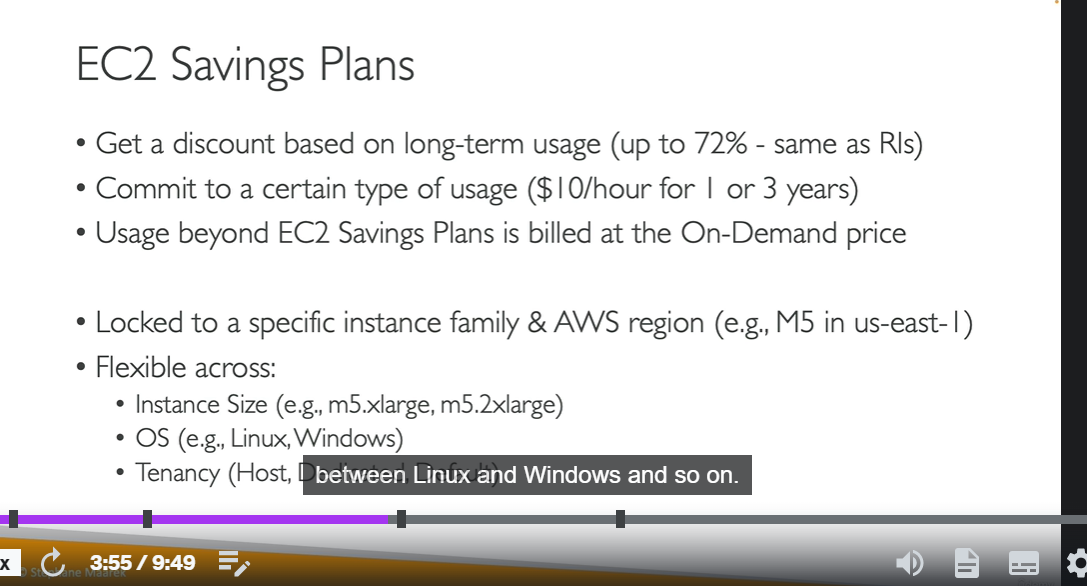 EC2 Savings Plans
• Get a discount based on long-term usage (up to 72% - same as RIs)
• Commit to a certain type of usage ($10/hour for 1 or 3 years)
• Usage beyond EC2 Savings Plans is billed at the On-Demand price
• Locked to a specific instance family & AWS region (e.g., M5 in us-east-1)
• Flexible across:
• Instance Size (e.g., m5.xlarge, m5.2xlarge)
• OS (e.g., Linux, Windows)
• Tenancy (Host, Dedicated, Default)
between Linux and Windows and so on.
x
3:55 / 9:49
© Stephane Maarek